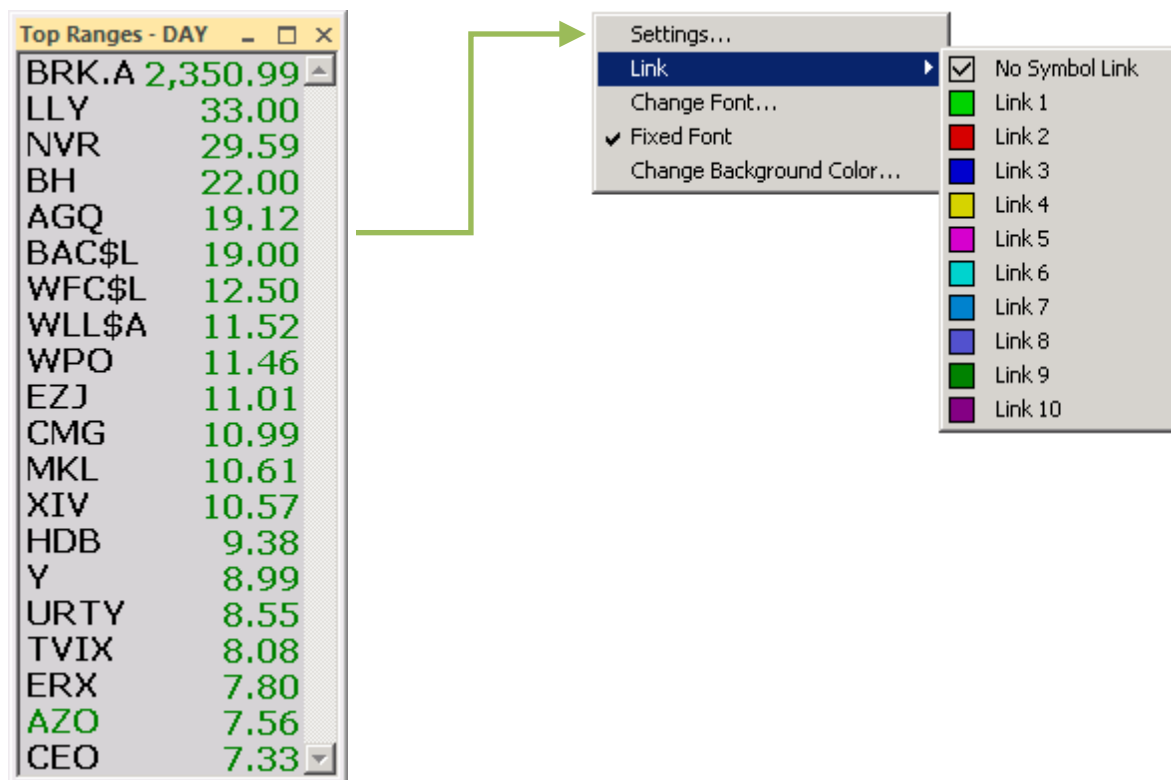 Top Ranges - DAY
BRK.A 2,350.99
LLY 33.00
NVR 29.59
BH 22.00
AGQ 19.12
BAC$L 19.00
WFC$L 12.50
WLL$A 11.52
WPO 11.46
EZJ 11.01
CMG 10.99
MKL 10.61
XIV 10.57
HDB 9.38
Y 8.99
URTY 8.55
TVIX 8.08
ERX 7.80
AZO 7.56
CEO 7.33
Settings...
Link
Change Font...
Fixed Font
Change Background Color...
No Symbol Link
Link 1
Link 2
Link 3
Link 4
Link 5
Link 6
Link 7
Link 8
Link 9
Link 10